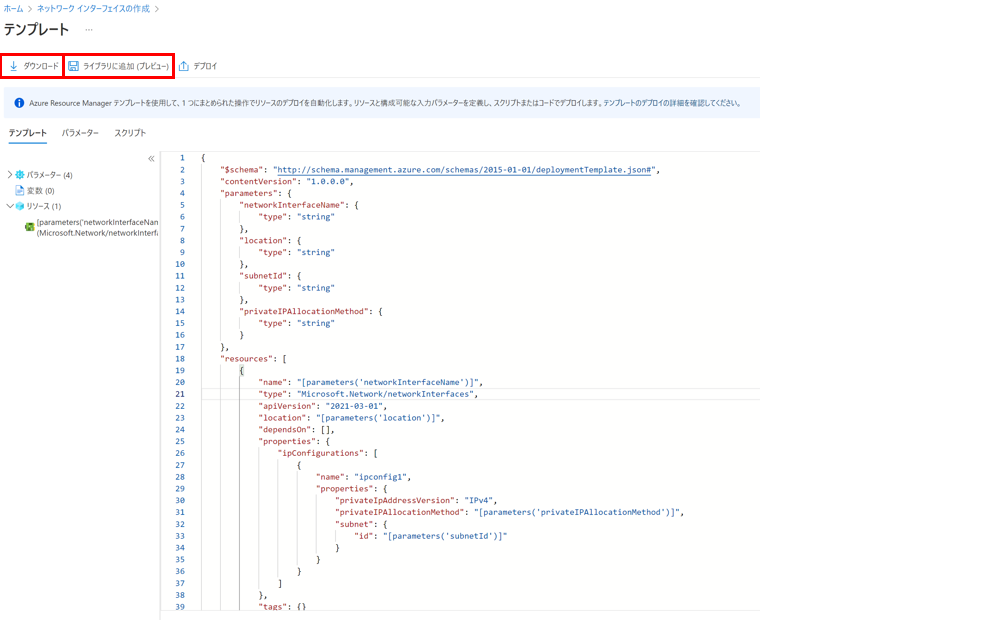 ホーム > ネットワーク インターフェイスの作成 >
テンプレート ...
ダウンロード ライブラリに追加 (プレビュー) デプロイ
Azure Resource Manager テンプレートを使用して、1 つにまとめられた操作でリソースのデプロイを自動化します。リソースと構成可能な入力パラメーターを定義し、スクリプトまたはコードでデプロイします。テンプレートのデプロイの詳細を確認してください。
テンプレート パラメーター スクリプト
«
パラメーター (4)
変数 (0)
リソース (1)
[parameters('networkInterfaceNam
(Microsoft.Network/networkInterfa
1 {
2 "$schema": "http://schema.management.azure.com/schemas/2015-01-01/deploymentTemplate.json#",
3 "contentVersion": "1.0.0.0",
4 "parameters": {
5 "networkInterfaceName": {
6 "type": "string"
7 },
8 "location": {
9 "type": "string"
10 },
11 "subnetId": {
12 "type": "string"
13 },
14 "privateIPAllocationMethod": {
15 "type": "string"
16 }
17 },
18 "resources": [
19 {
20 "name": "[parameters('networkInterfaceName')]",
21 "type": "Microsoft.Network/networkInterfaces",
22 "apiVersion": "2021-03-01",
23 "location": "[parameters('location')]",
24 "dependsOn": [],
25 "properties": {
26 "ipConfigurations": [
27 {
28 "name": "ipconfig1",
29 "properties": {
30 "privateIpAddressVersion": "IPv4",
31 "privateIPAllocationMethod": "[parameters('privateIPAllocationMethod')]",
32 "subnet": {
33 "id": "[parameters('subnetId')]"
34 }
35 }
36 }
37 ]
38 },
39 "tags": {}